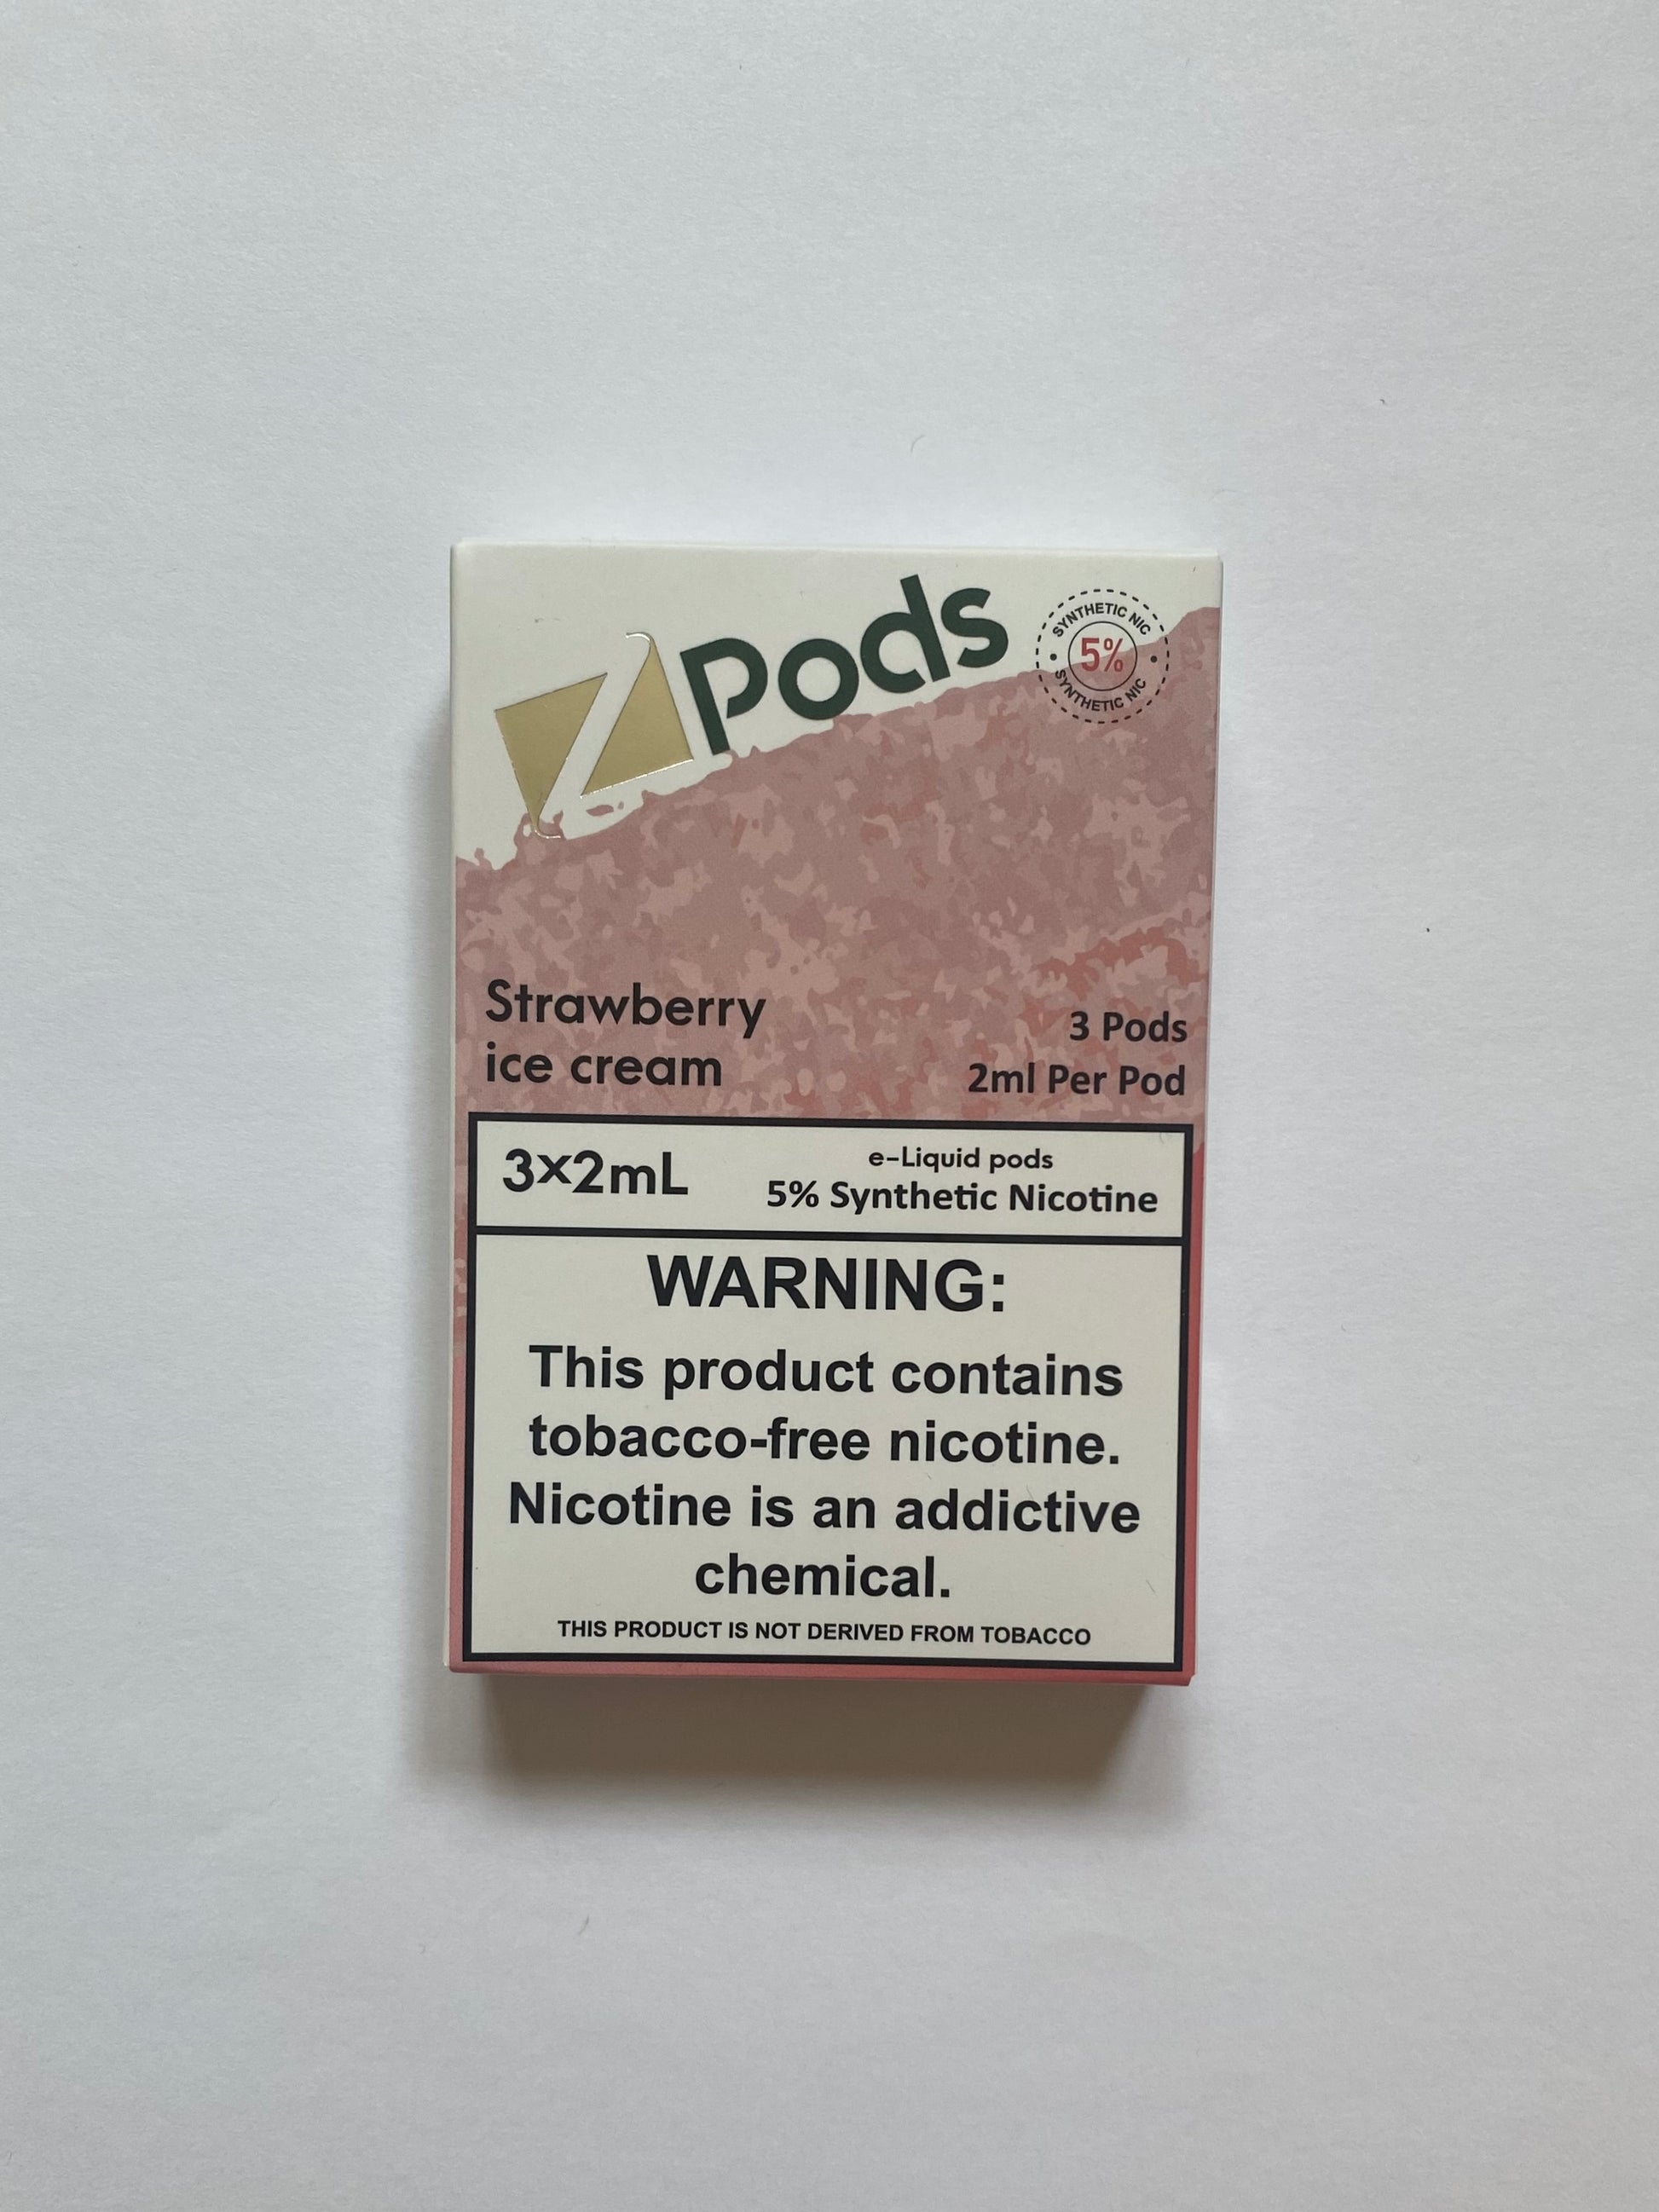 Z Pods
SYNTHETIC NIC
5%
SYNTHETIC NIC
Strawberry
ice cream
3 Pods
2ml Per Pod
3×2mL
e-Liquid pods
5% Synthetic Nicotine
WARNING:
This product contains
tobacco-free nicotine.
Nicotine is an addictive
chemical.
THIS PRODUCT IS NOT DERIVED FROM TOBACCO